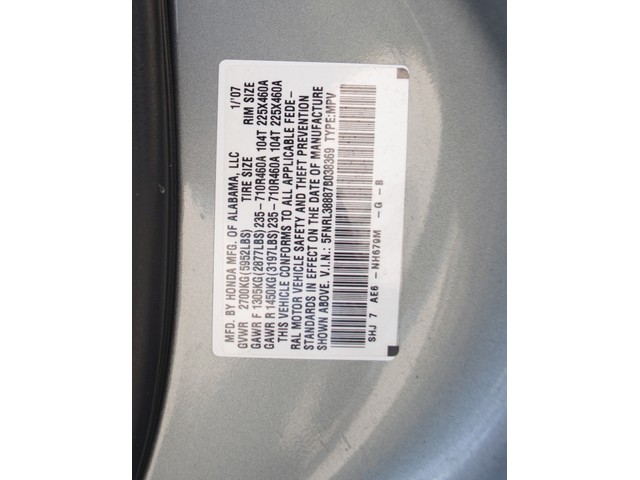 MFD. BY HONDA MFG. OF ALABAMA, LLC 1/'07
GVWR 2700KG(5952LBS) TIRE SIZE RIM SIZE
GAWR F 1305KG(2877LBS)235-710R460A 104T 225X460A
GAWR R 1450KG(3197LBS)235-710R460A 104T 225X460A
THIS VEHICLE CONFORMS TO ALL APPLICABLE FEDE-
RAL MOTOR VEHICLE SAFETY AND THEFT PREVENTION
STANDARDS IN EFFECT ON THE DATE OF MANUFACTURE
SHOWN ABOVE. V.I.N.: 5FNRL38887B038369 TYPE:MPV
SHJ 7 AE6 -NH679M -G -B